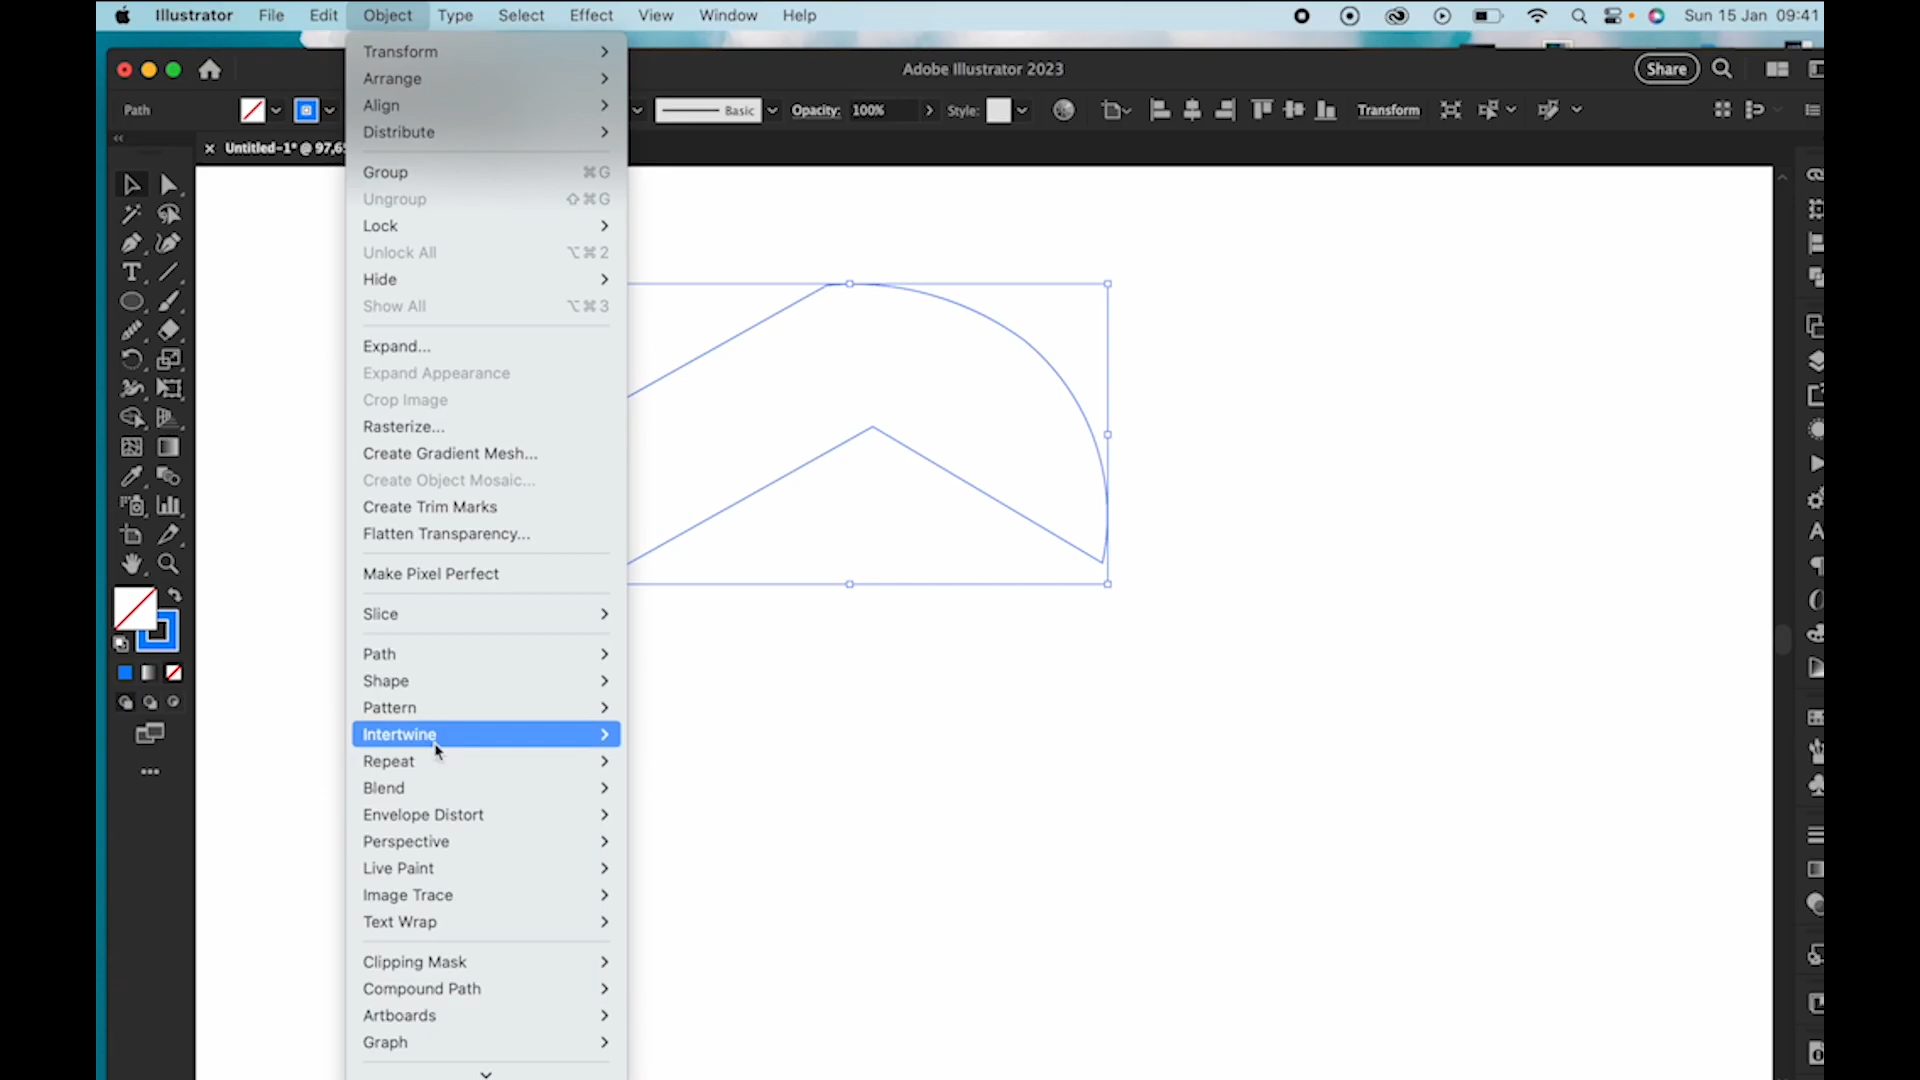 Illustrator File Edit Object Type Select Effect View Window Help Sun 15 Jan 09:41
Adobe Illustrator 2023 Share
Path Basic Opacity: 100% Style: Transform
× Untitled-1* @ 97,6
Transform
Arrange
Align
Distribute
Group ⌘G
Ungroup ⇧⌘G
Lock
Unlock All ⌥⌘2
Hide
Show All ⌥⌘3
Expand...
Expand Appearance
Crop Image
Rasterize...
Create Gradient Mesh...
Create Object Mosaic...
Create Trim Marks
Flatten Transparency...
Make Pixel Perfect
Slice
Path
Shape
Pattern
Intertwine
Repeat
Blend
Envelope Distort
Perspective
Live Paint
Image Trace
Text Wrap
Clipping Mask
Compound Path
Artboards
Graph